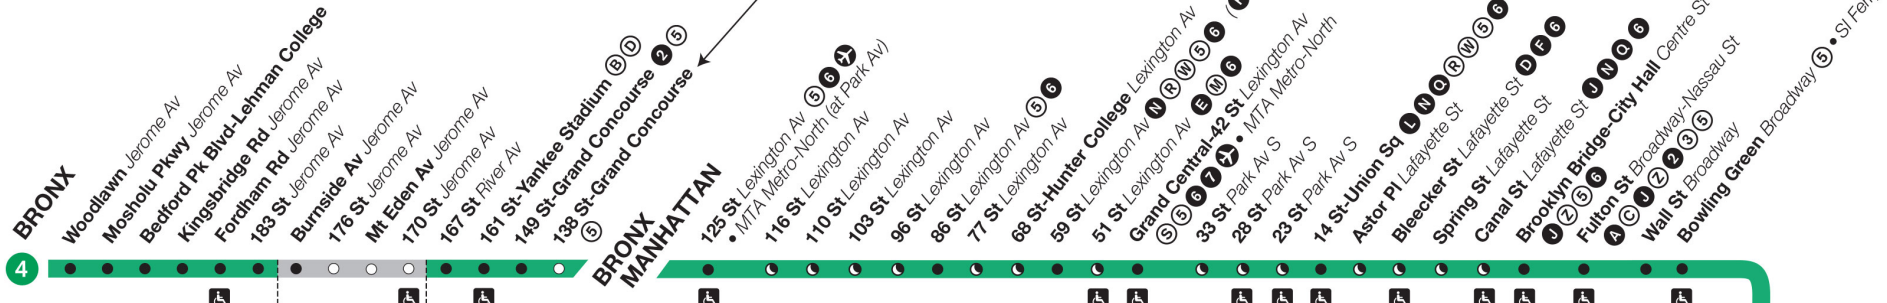 BRONX
Woodlawn Jerome Av
Mosholu Pkwy Jerome Av
Bedford Pk Blvd-Lehman College
Kingsbridge Rd Jerome Av
Fordham Rd Jerome Av
183 St Jerome Av
Burnside Av Jerome Av
176 St Jerome Av
Mt Eden Av Jerome Av
170 St Jerome Av
167 St River Av
161 St-Yankee Stadium B D
149 St-Grand Concourse 2 5
138 St-Grand Concourse
5
BRONX
MANHATTAN
125 St Lexington Av 5 6
• MTA Metro-North (at Park Av)
116 St Lexington Av
110 St Lexington Av
103 St Lexington Av
96 St Lexington Av
86 St Lexington Av 5 6
77 St Lexington Av
68 St-Hunter College Lexington Av
59 St Lexington Av N R W 5 6
51 St Lexington Av E M 6
Grand Central-42 St Lexington Av
S 5 6 7 • MTA Metro-North
33 St Park Av S
28 St Park Av S
23 St Park Av S
14 St-Union Sq L N Q R W 5 6
Astor Pl Lafayette St
Bleecker St Lafayette St D F 6
Spring St Lafayette St
Canal St Lafayette St J N Q 6
Brooklyn Bridge-City Hall Centre St
J Z 5 6
Fulton St Broadway-Nassau St
A C J Z 2 3 5
Wall St Broadway
Bowling Green Broadway 5 • SI
4